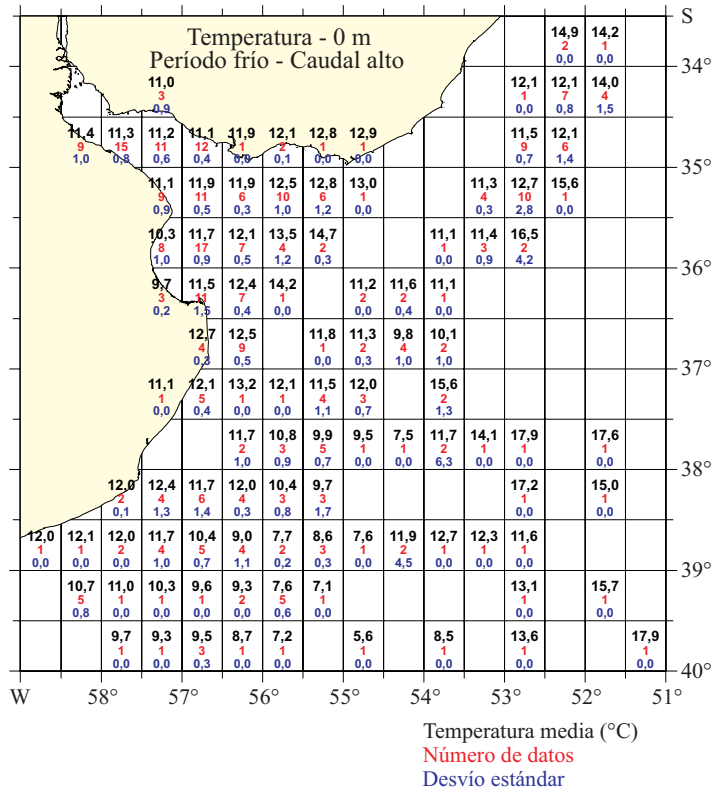 S
Temperatura - 0 m
Período frío - Caudal alto
14,9 14,2
2 1
0,0 0,0
34°
11,0 12,1 12,1 14,0
3 1 7 4
0,9 0,0 0,8 1,5
11,4 11,3 11,2 11,1 11,9 12,1 12,8 12,9 11,5 12,1
9 15 11 12 1 2 1 1 9 6
1,0 0,8 0,6 0,4 0,0 0,1 0,0 0,0 0,7 1,4
35°
11,1 11,9 11,9 12,5 12,8 13,0 11,3 12,7 15,6
9 11 6 10 6 1 4 10 1
0,9 0,5 0,3 1,0 1,2 0,0 0,3 2,8 0,0
10,3 11,7 12,1 13,5 14,7 11,1 11,4 16,5
8 17 7 4 2 1 3 2
1,0 0,9 0,5 1,2 0,3 0,0 0,9 4,2
36°
9,7 11,5 12,4 14,2 11,2 11,6 11,1
3 11 7 1 2 2 1
0,2 1,5 0,4 0,0 0,0 0,4 0,0
12,7 12,5 11,8 11,3 9,8 10,1
4 9 1 2 4 2
0,3 0,5 0,0 0,3 1,0 1,0
37°
11,1 12,1 13,2 12,1 11,5 12,0 15,6
1 5 1 1 4 3 2
0,0 0,4 0,0 0,0 1,1 0,7 1,3
11,7 10,8 9,9 9,5 7,5 11,7 14,1 17,9 17,6
2 3 5 1 1 2 1 1 1
1,0 0,9 0,7 0,0 0,0 6,3 0,0 0,0 0,0
38°
12,0 12,4 11,7 12,0 10,4 9,7 17,2 15,0
2 4 6 4 3 3 1 1
0,1 1,3 1,4 0,3 0,8 1,7 0,0 0,0
12,0 12,1 12,0 11,7 10,4 9,0 7,7 8,6 7,6 11,9 12,7 12,3 11,6
1 1 2 4 5 4 2 3 1 2 1 1 1
0,0 0,0 0,0 1,0 0,7 1,1 0,2 0,3 0,0 4,5 0,0 0,0 0,0
39°
10,7 11,0 10,3 9,6 9,3 7,6 7,1 13,1 15,7
5 1 1 1 2 5 1 1 1
0,8 0,0 0,0 0,0 0,0 0,6 0,0 0,0 0,0
9,7 9,3 9,5 8,7 7,2 5,6 8,5 13,6 17,9
1 1 3 1 1 1 1 1 1
0,0 0,0 0,3 0,0 0,0 0,0 0,0 0,0 0,0
40°
W 58° 57° 56° 55° 54° 53° 52° 51°
Temperatura media (°C)
Número de datos
Desvío estándar